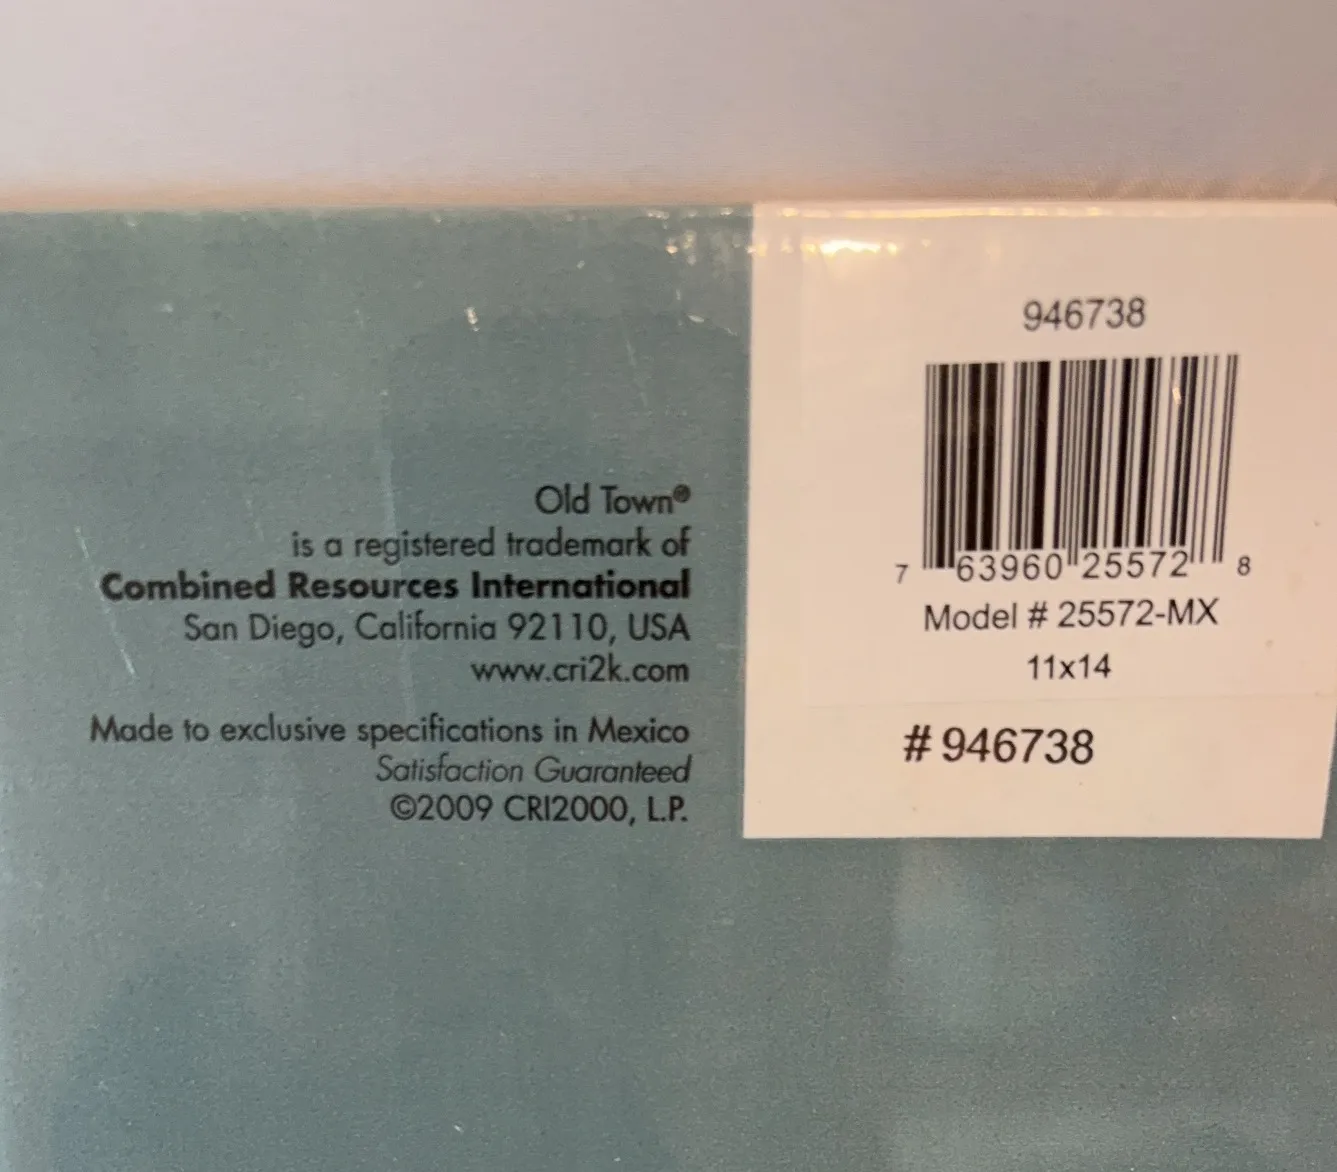 Old Town®
is a registered trademark of
Combined Resources International
San Diego, California 92110, USA
www.cri2k.com
Made to exclusive specifications in Mexico
Satisfaction Guaranteed
©2009 CRI2000, L.P.
946738
7 63960 25572 8
Model # 25572-MX
11x14
# 946738